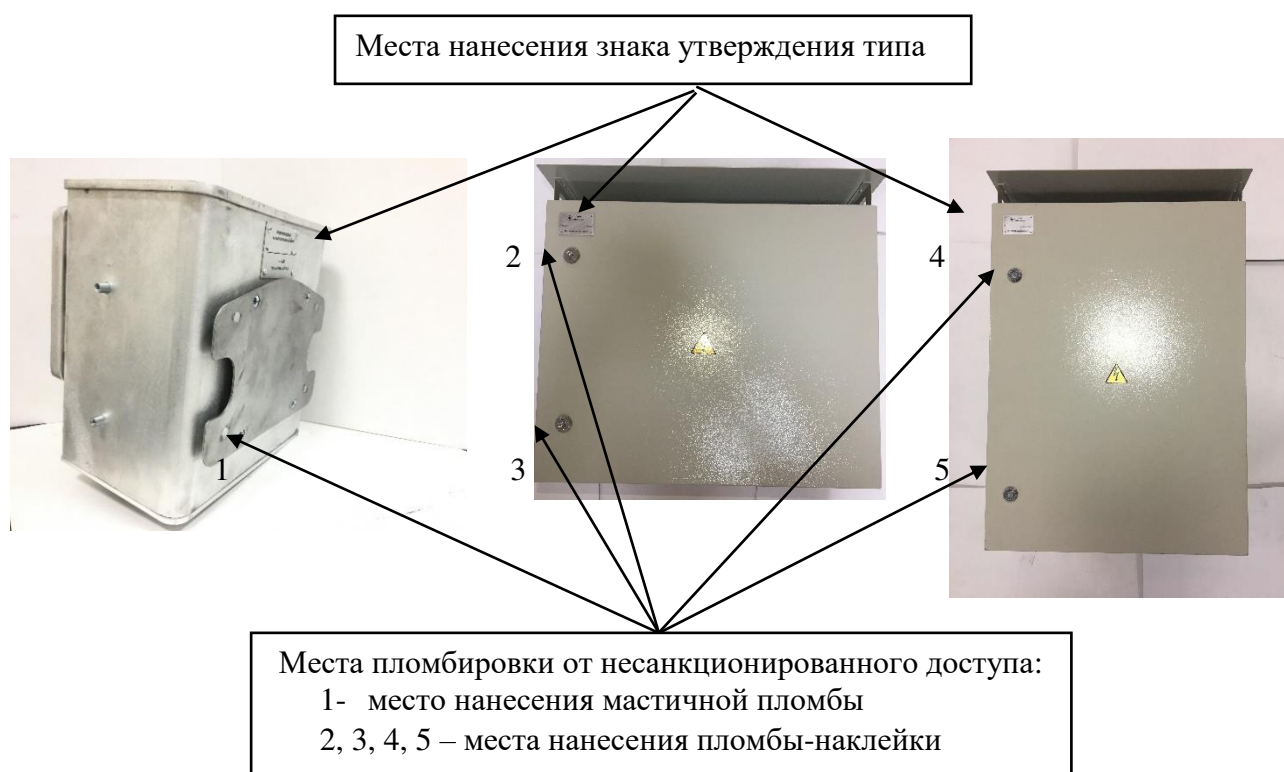 Места нанесения знака утверждения типа
2
4
3
5
1
Места пломбировки от несанкционированного доступа:
1- место нанесения мастичной пломбы
2, 3, 4, 5 – места нанесения пломбы-наклейки